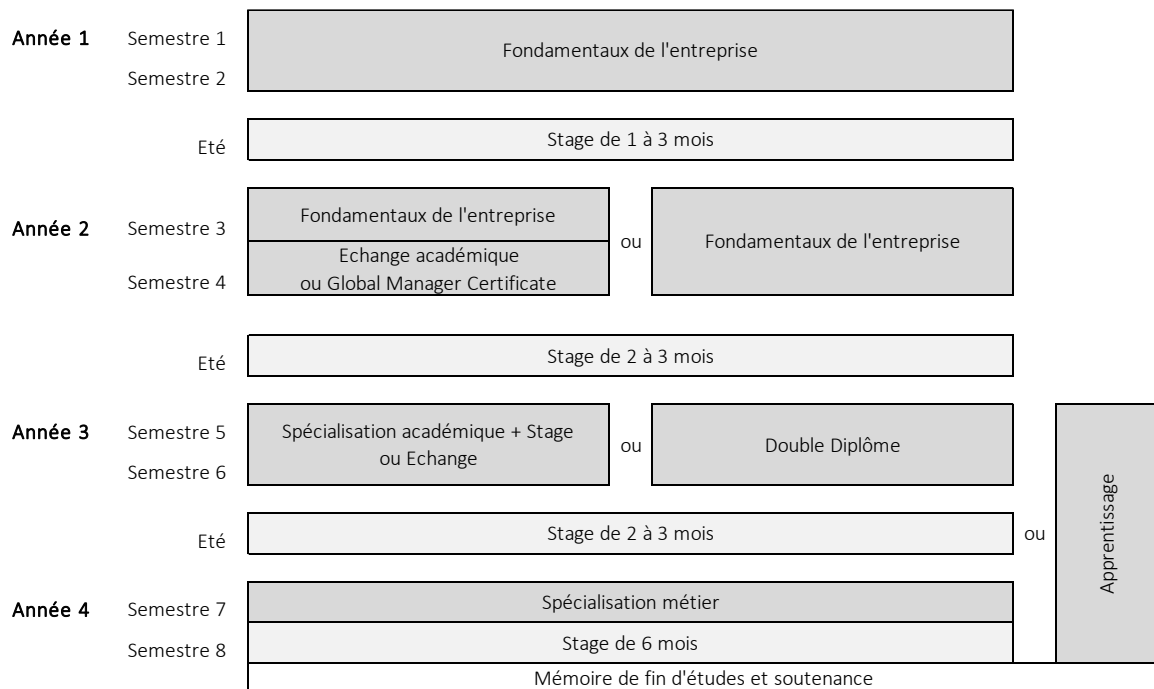 Année 1
Semestre 1
Fondamentaux de l'entreprise
Semestre 2
Eté
Stage de 1 à 3 mois
Année 2
Semestre 3
Fondamentaux de l'entreprise
ou
Fondamentaux de l'entreprise
Semestre 4
Echange académique
ou Global Manager Certificate
Eté
Stage de 2 à 3 mois
Année 3
Semestre 5
Semestre 6
Spécialisation académique + Stage
ou Echange
ou
Double Diplôme
Eté
Stage de 2 à 3 mois
ou
Apprentissage
Année 4
Semestre 7
Spécialisation métier
Semestre 8
Stage de 6 mois
Mémoire de fin d'études et soutenance